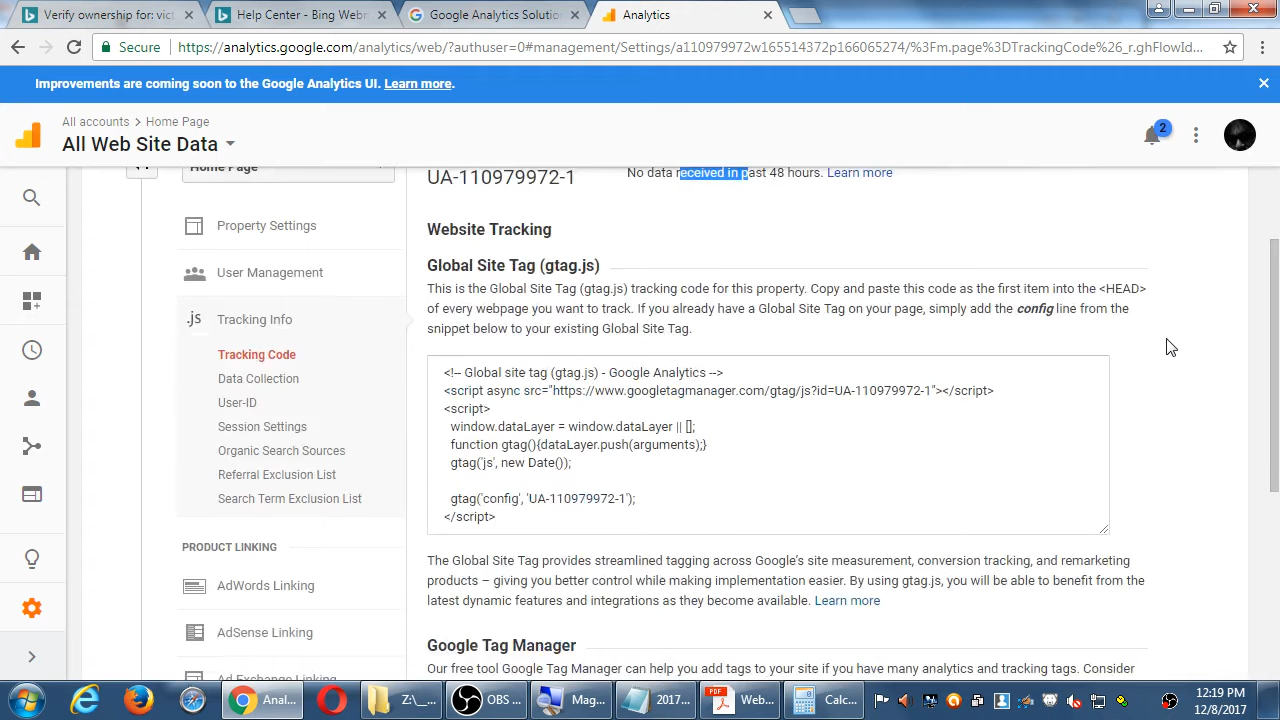 Verify ownership for: vict
Help Center - Bing Webm
Google Analytics Solutio
Analytics
Secure
https://analytics.google.com/analytics/web/?authuser=0#management/Settings/a110979972w165514372p166065274/%3Fm.page%3DTrackingCode%26_r.ghFlowId...
Improvements are coming soon to the Google Analytics UI. Learn more.
All accounts > Home Page
All Web Site Data
2
Home Page
UA-110979972-1
No data received in past 48 hours. Learn more
Property Settings
User Management
.js Tracking Info
Tracking Code
Data Collection
User-ID
Session Settings
Organic Search Sources
Referral Exclusion List
Search Term Exclusion List
PRODUCT LINKING
AdWords Linking
AdSense Linking
Ad Exchange Linking
Website Tracking
Global Site Tag (gtag.js)
This is the Global Site Tag (gtag.js) tracking code for this property. Copy and paste this code as the first item into the <HEAD>
of every webpage you want to track. If you already have a Global Site Tag on your page, simply add the config line from the
snippet below to your existing Global Site Tag.
<!-- Global site tag (gtag.js) - Google Analytics -->
<script async src="https://www.googletagmanager.com/gtag/js?id=UA-110979972-1"></script>
<script>
window.dataLayer = window.dataLayer || [];
function gtag(){dataLayer.push(arguments);}
gtag('js', new Date());
gtag('config', 'UA-110979972-1');
</script>
The Global Site Tag provides streamlined tagging across Google's site measurement, conversion tracking, and remarketing
products – giving you better control while making implementation easier. By using gtag.js, you will be able to benefit from the
latest dynamic features and integrations as they become available. Learn more
Google Tag Manager
Our free tool Google Tag Manager can help you add tags to your site if you have many analytics and tracking tags. Consider
Anal...
Z:\__...
OBS ...
Mag...
2017...
PDF
Web...
Calc...
12:19 PM
12/8/2017